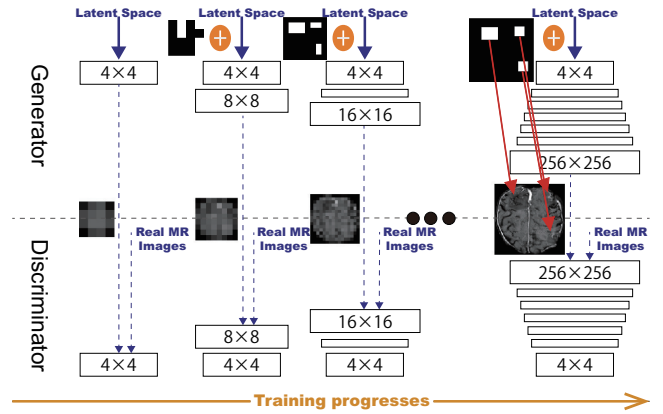 Latent Space
Latent Space
Latent Space
Latent Space
Generator
4×4
4×4
4×4
4×4
8×8
16×16
256×256
Real MR
Images
Real MR
Images
Real MR
Images
Real MR
Images
Discriminator
256×256
16×16
8×8
4×4
4×4
4×4
4×4
Training progresses